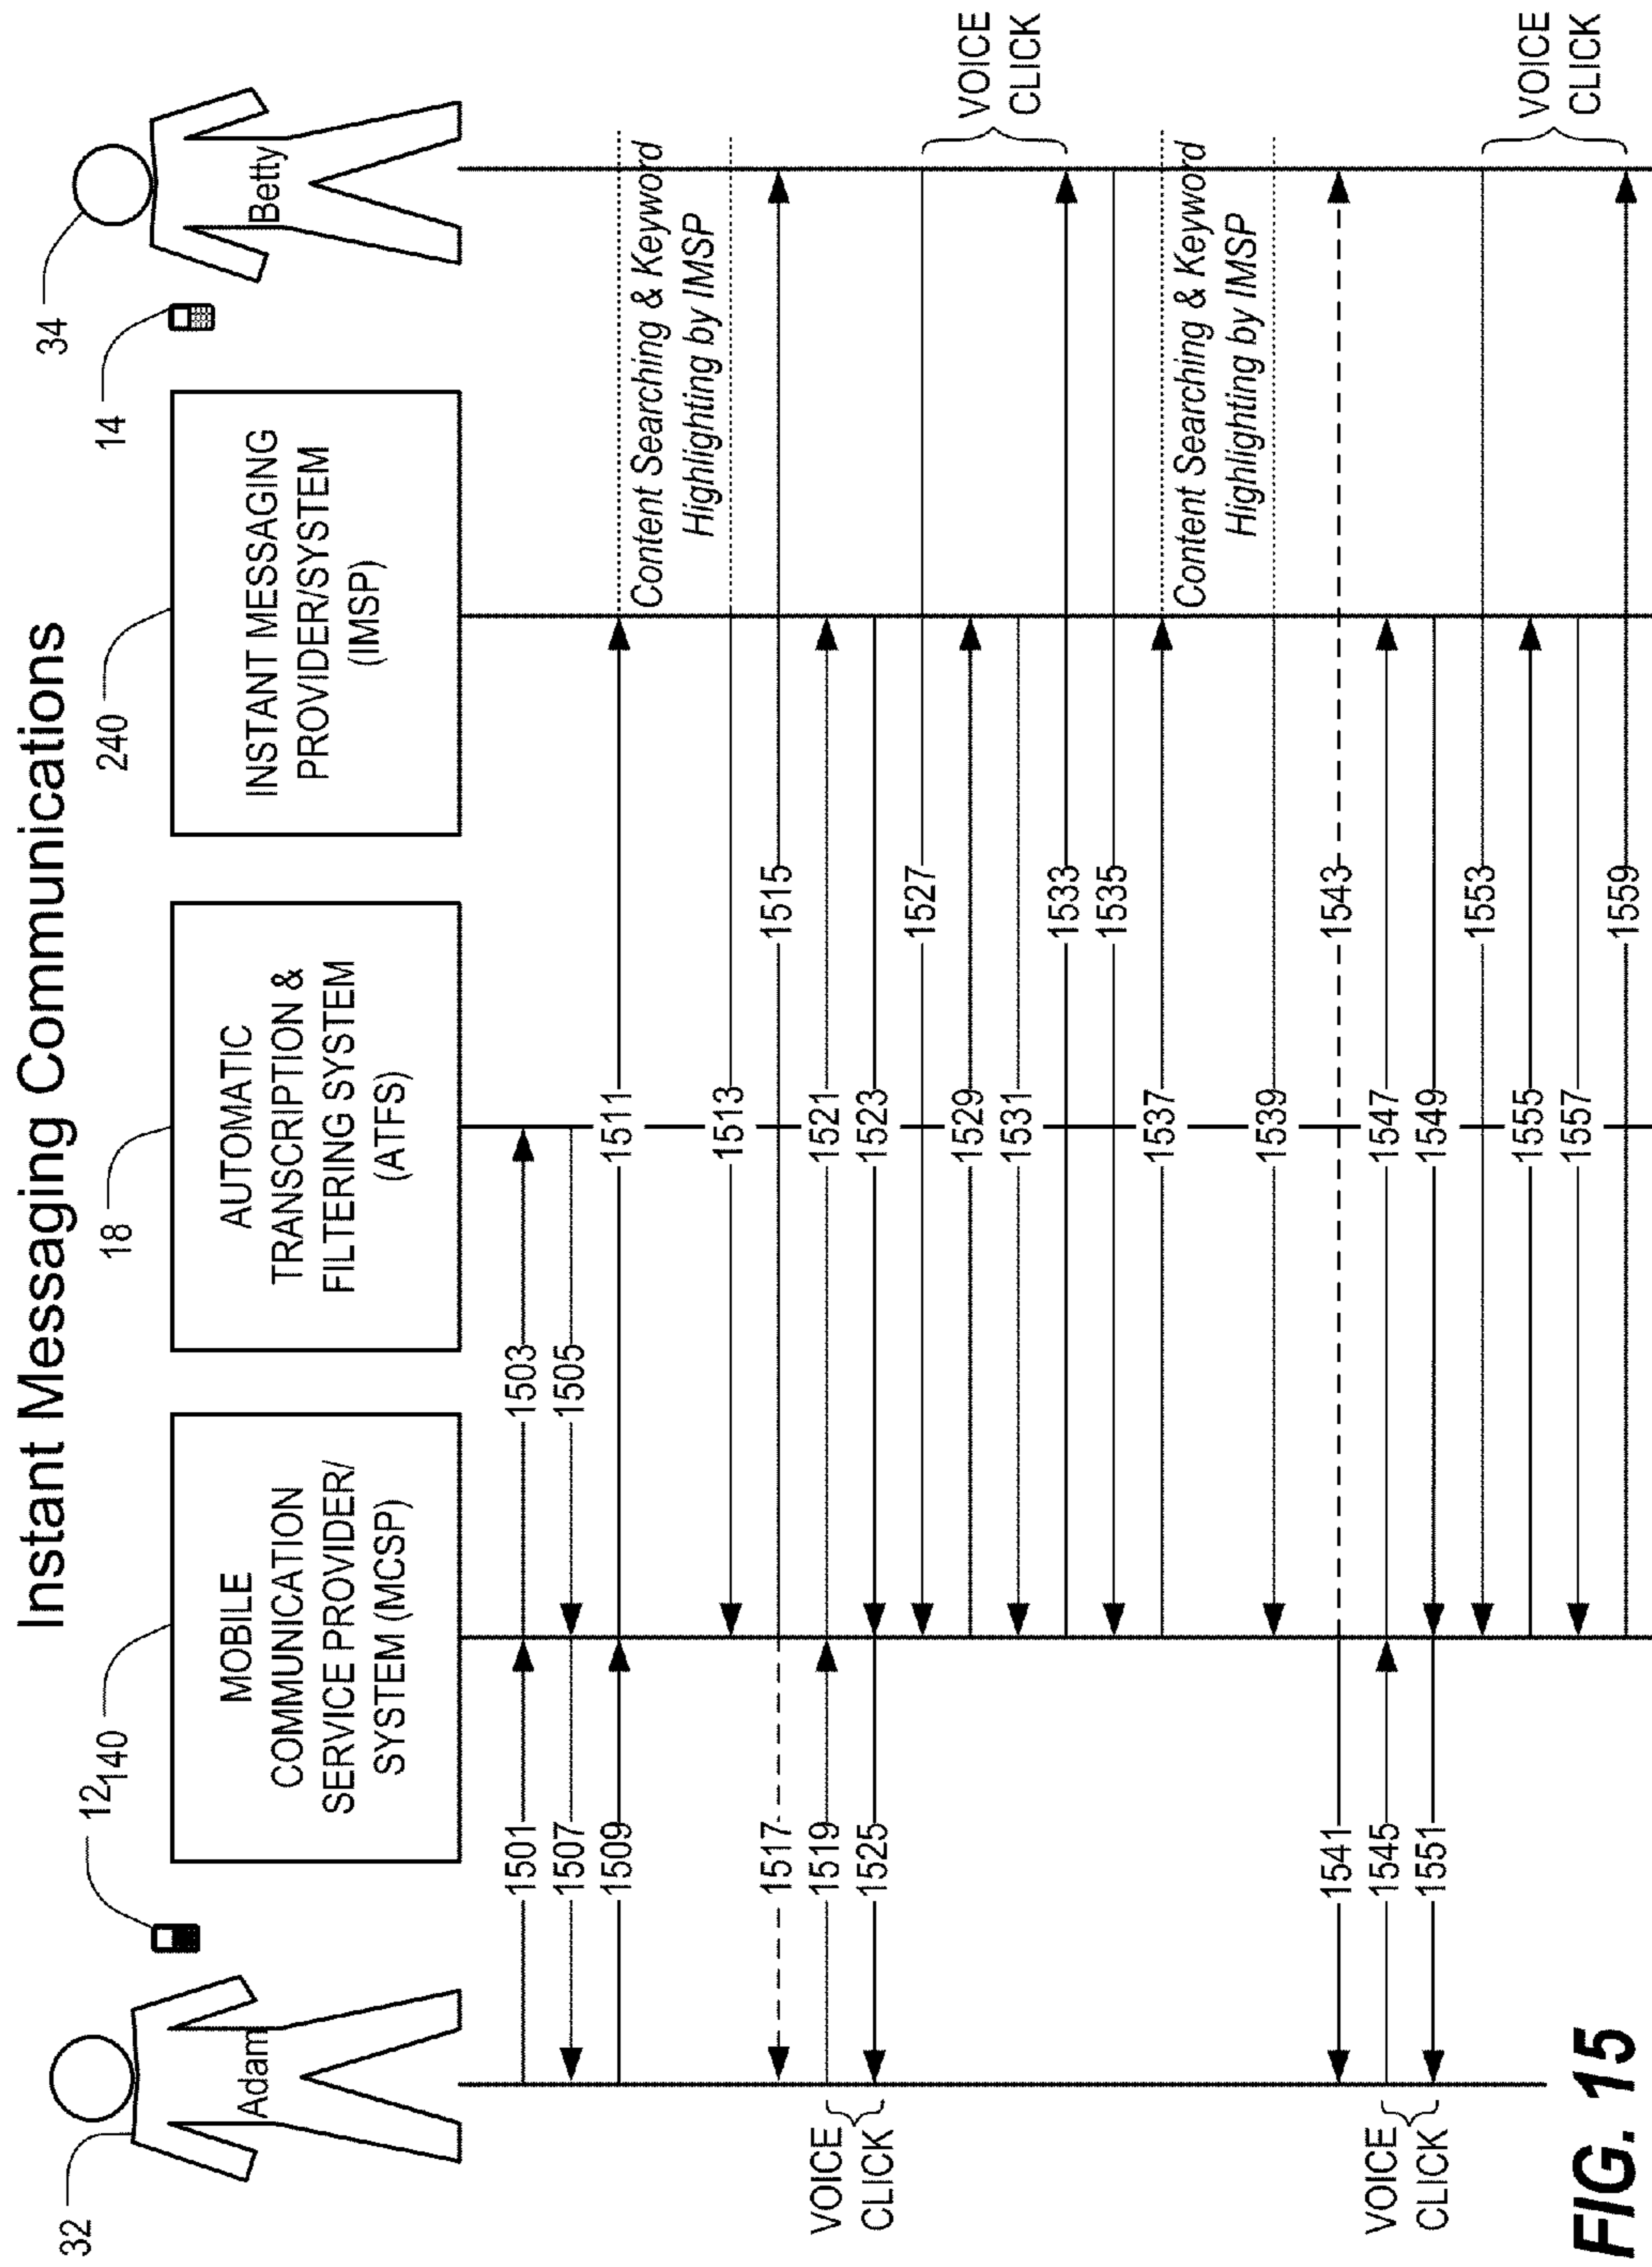 Instant Messaging Communications
32
Adam
12
140
MOBILE
COMMUNICATION
SERVICE PROVIDER/
SYSTEM (MCSP)
18
AUTOMATIC
TRANSCRIPTION &
FILTERING SYSTEM
(ATFS)
240
INSTANT MESSAGING
PROVIDER/SYSTEM
(IMSP)
14
34
Betty
1501
1503
1505
1507
1509
1511
Content Searching & Keyword
Highlighting by IMSP
1513
1515
1517
VOICE
CLICK
1519
1521
1523
1525
1527
VOICE
CLICK
1529
1531
1533
1535
1537
Content Searching & Keyword
Highlighting by IMSP
1539
1541
1543
VOICE
CLICK
1545
1547
1549
1551
1553
VOICE
CLICK
1555
1557
1559
FIG. 15